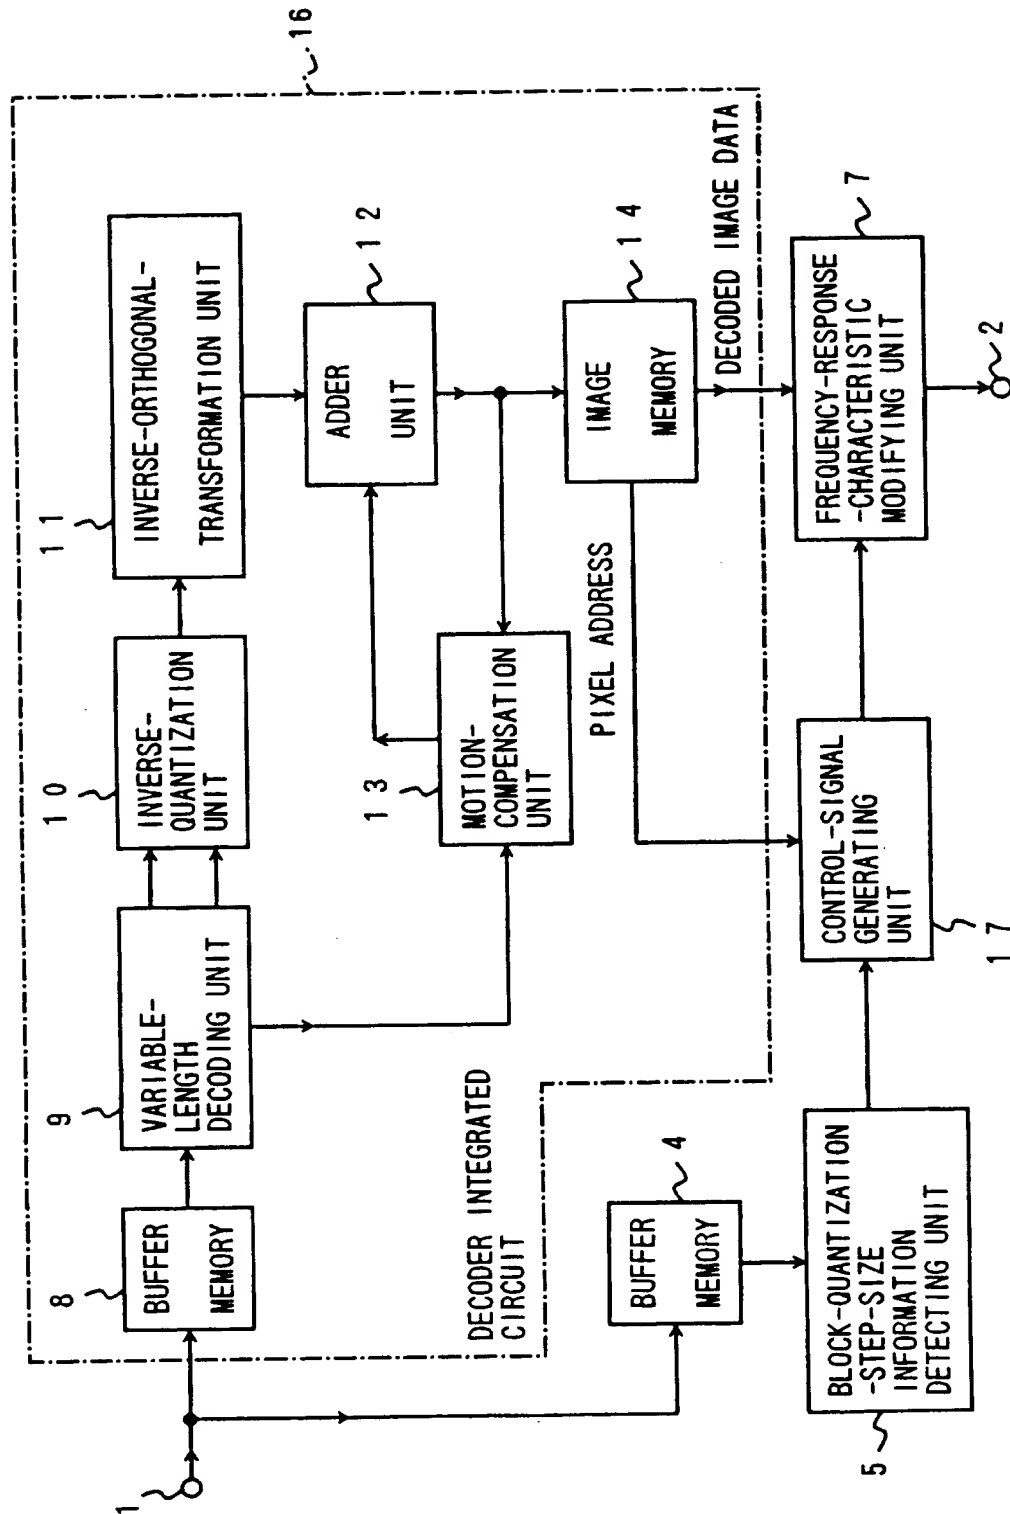 16
1
8
BUFFER
MEMORY
9
VARIABLE-
LENGTH
DECODING UNIT
10
INVERSE-
QUANTIZATION
UNIT
11
INVERSE-ORTHOGONAL-
TRANSFORMATION UNIT
12
ADDER
UNIT
13
MOTION-
COMPENSATION
UNIT
14
IMAGE
MEMORY
PIXEL ADDRESS
DECODED IMAGE DATA
DECODER INTEGRATED
CIRCUIT
4
BUFFER
MEMORY
5
BLOCK-QUANTIZATION
-STEP-SIZE
INFORMATION
DETECTING UNIT
17
CONTROL-SIGNAL
GENERATING
UNIT
7
FREQUENCY-RESPONSE
-CHARACTERISTIC
MODIFYING UNIT
2